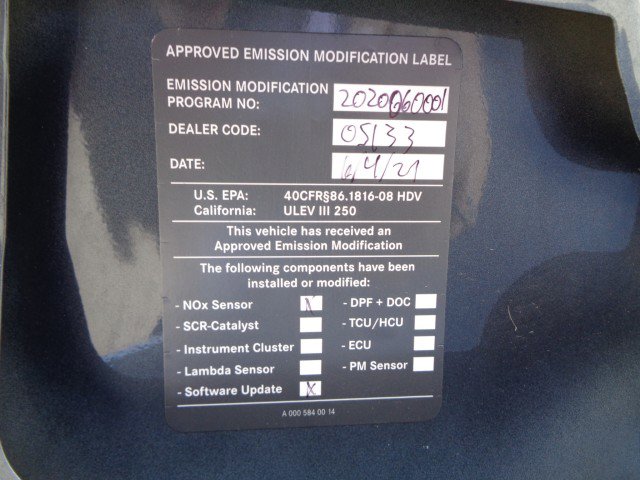 APPROVED EMISSION MODIFICATION LABEL
EMISSION MODIFICATION
PROGRAM NO: 2020060001
DEALER CODE: 05133
DATE: 6/4/21
U.S. EPA: 40CFR§86.1816-08 HDV
California: ULEV III 250
This vehicle has received an
Approved Emission Modification
The following components have been
installed or modified:
- NOx Sensor X - DPF + DOC
- SCR-Catalyst - TCU/HCU
- Instrument Cluster - ECU
- Lambda Sensor - PM Sensor
- Software Update X
A 000 584 00 14